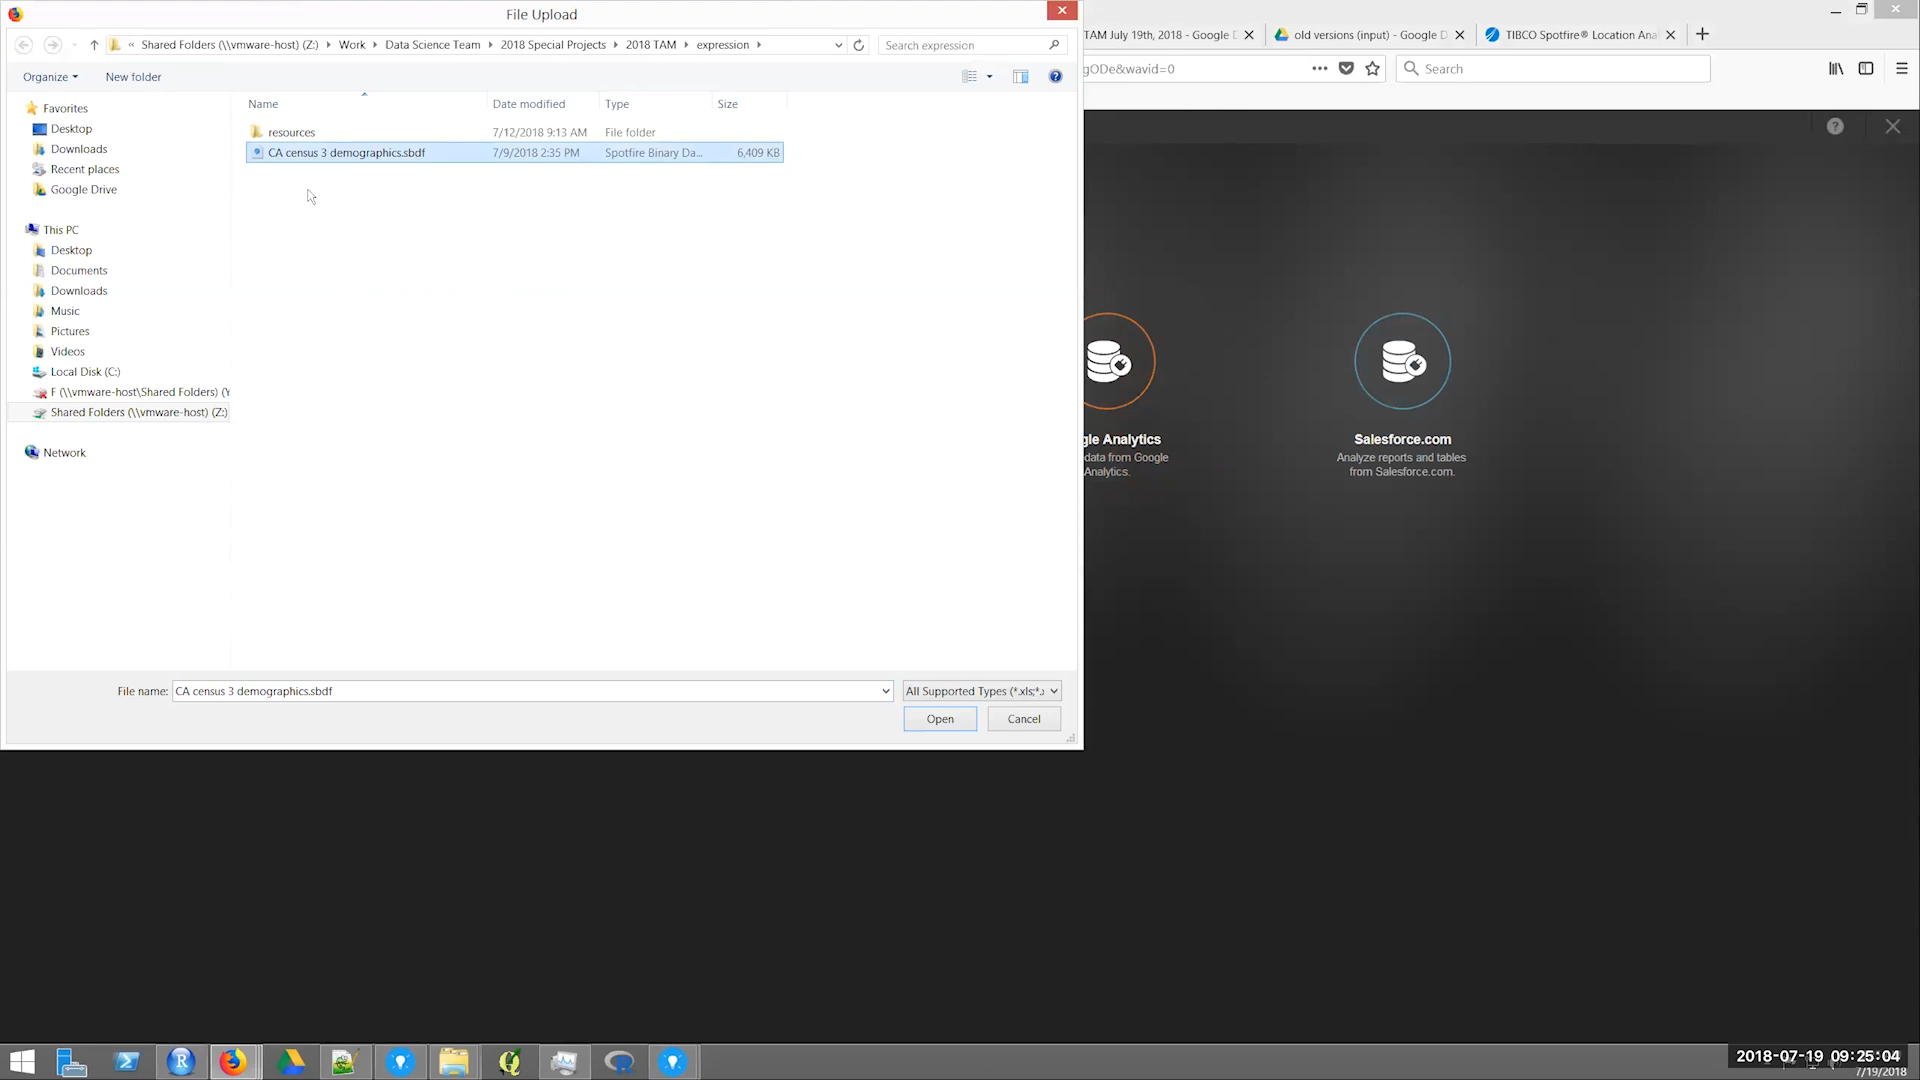 File Upload
« Shared Folders (\\vmware-host) (Z:) Work Data Science Team 2018 Special Projects 2018 TAM expression
Search expression
TAM July 19th, 2018 - Google D
old versions (input) - Google D
TIBCO Spotfire® Location Ana
gODe&wavid=0
Search
Organize
New folder
Name
Date modified
Type
Size
resources
7/12/2018 9:13 AM
File folder
CA census 3 demographics.sbdf
7/9/2018 2:35 PM
Spotfire Binary Da...
6,409 KB
Favorites
Desktop
Downloads
Recent places
Google Drive
This PC
Desktop
Documents
Downloads
Music
Pictures
Videos
Local Disk (C:)
F (\\vmware-host\Shared Folders) (Y
Shared Folders (\\vmware-host) (Z:)
Network
gle Analytics
data from Google
Analytics.
Salesforce.com
Analyze reports and tables
from Salesforce.com.
File name:
CA census 3 demographics.sbdf
All Supported Types (*.xls;*.x
Open
Cancel
2018-07-19 09:25:04
7/19/2018